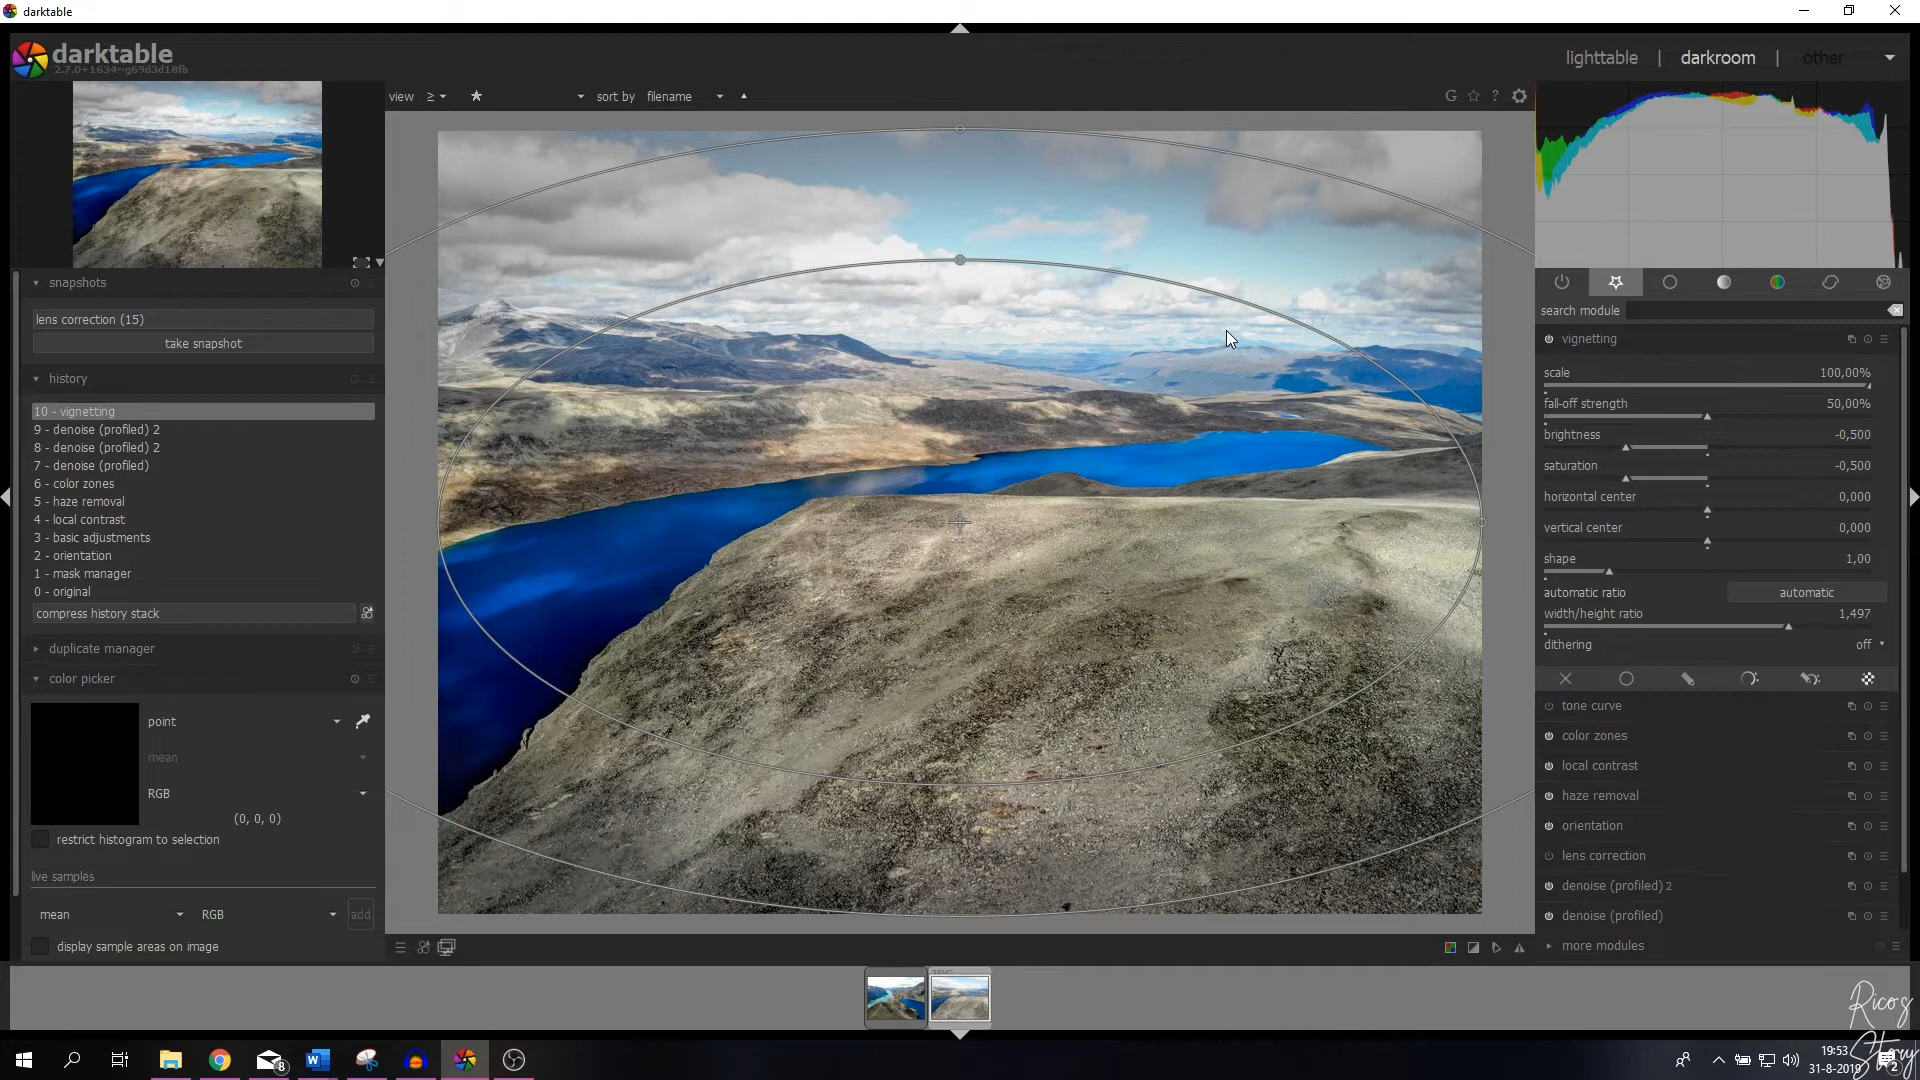 darktable
darktable
2.7.0+1634~g69d3d18fb
lighttable | darkroom | other
view ≥ ★ sort by filename
G ?
snapshots
lens correction (15)
take snapshot
history
10 - vignetting
9 - denoise (profiled) 2
8 - denoise (profiled) 2
7 - denoise (profiled)
6 - color zones
5 - haze removal
4 - local contrast
3 - basic adjustments
2 - orientation
1 - mask manager
0 - original
compress history stack
duplicate manager
color picker
point
mean
RGB
(0, 0, 0)
restrict histogram to selection
live samples
mean RGB add
display sample areas on image
search module
vignetting
scale 100,00%
fall-off strength 50,00%
brightness -0,500
saturation -0,500
horizontal center 0,000
vertical center 0,000
shape 1,00
automatic ratio automatic
width/height ratio 1,497
dithering off
tone curve
color zones
local contrast
haze removal
orientation
lens correction
denoise (profiled) 2
denoise (profiled)
more modules
Rico's
Story
8
19:53
31-8-2019
2